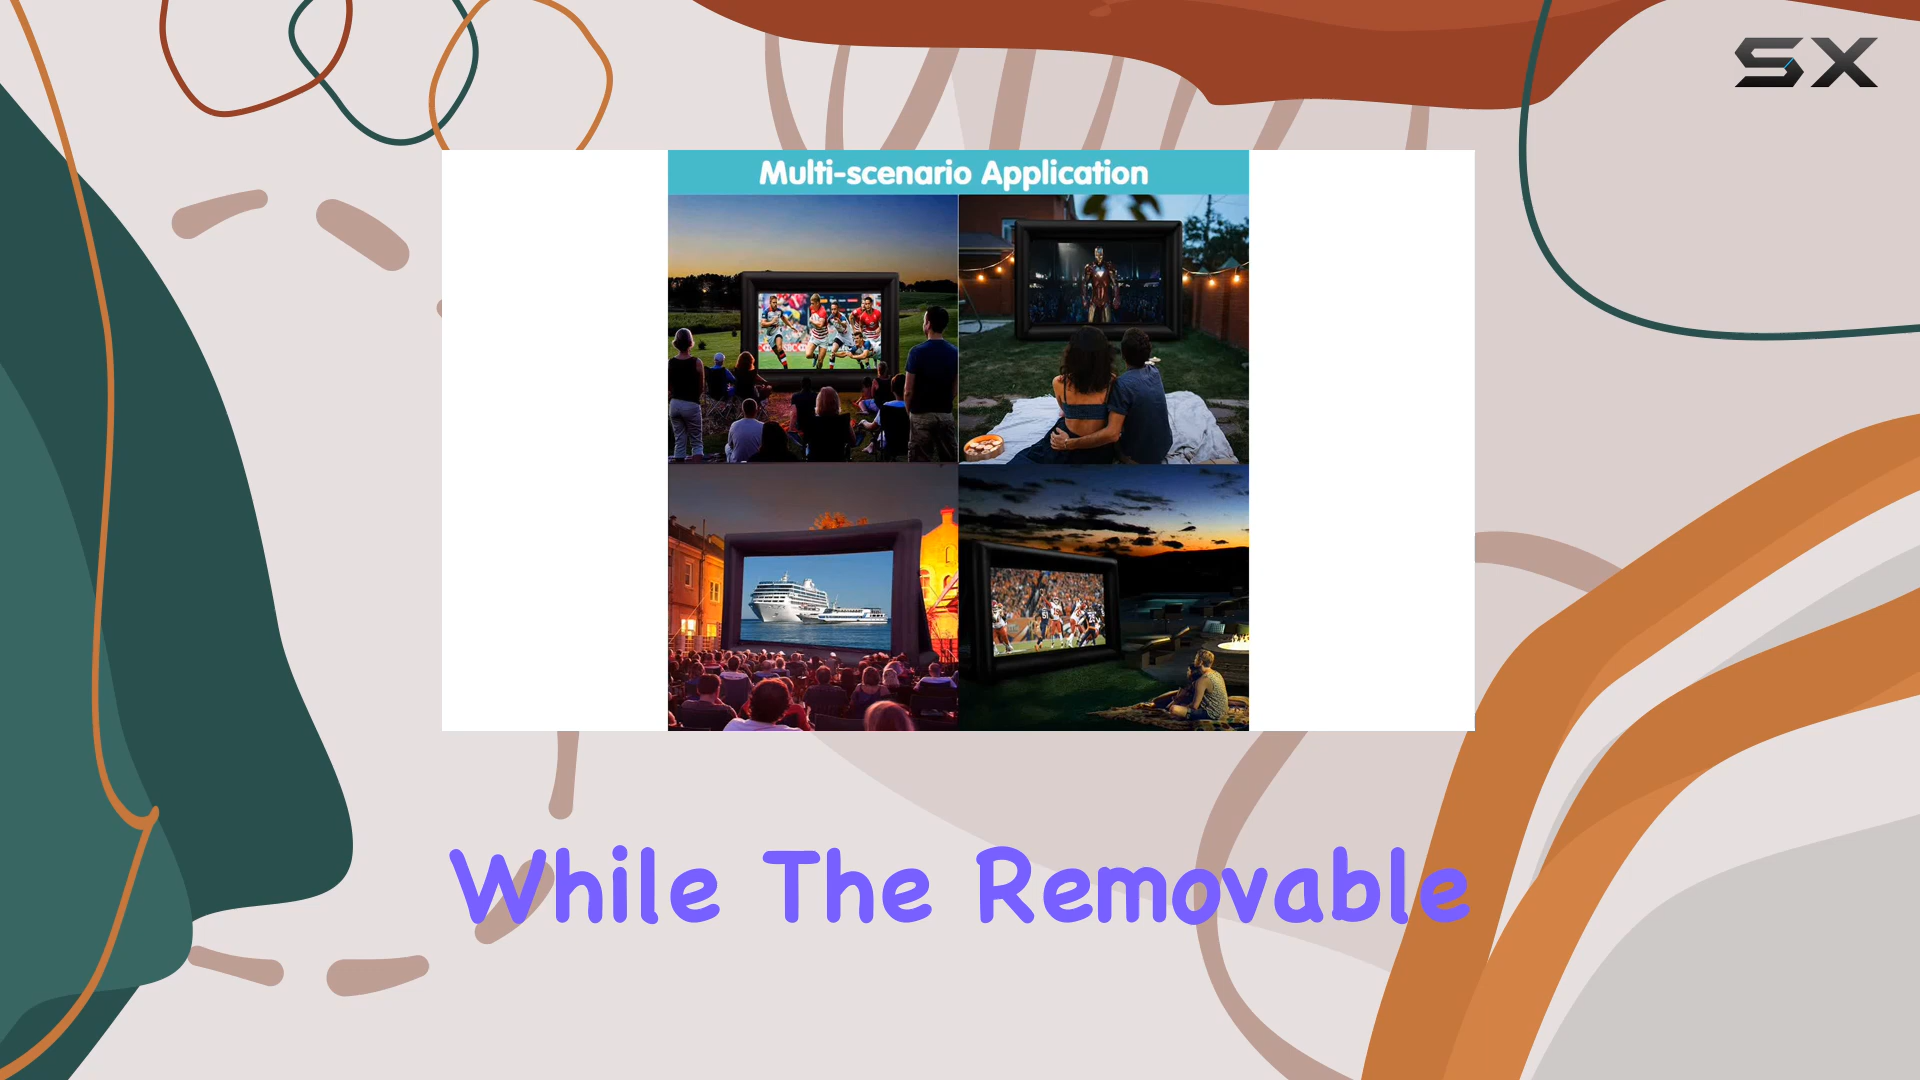 SX
Multi-scenario Application
While The Removable